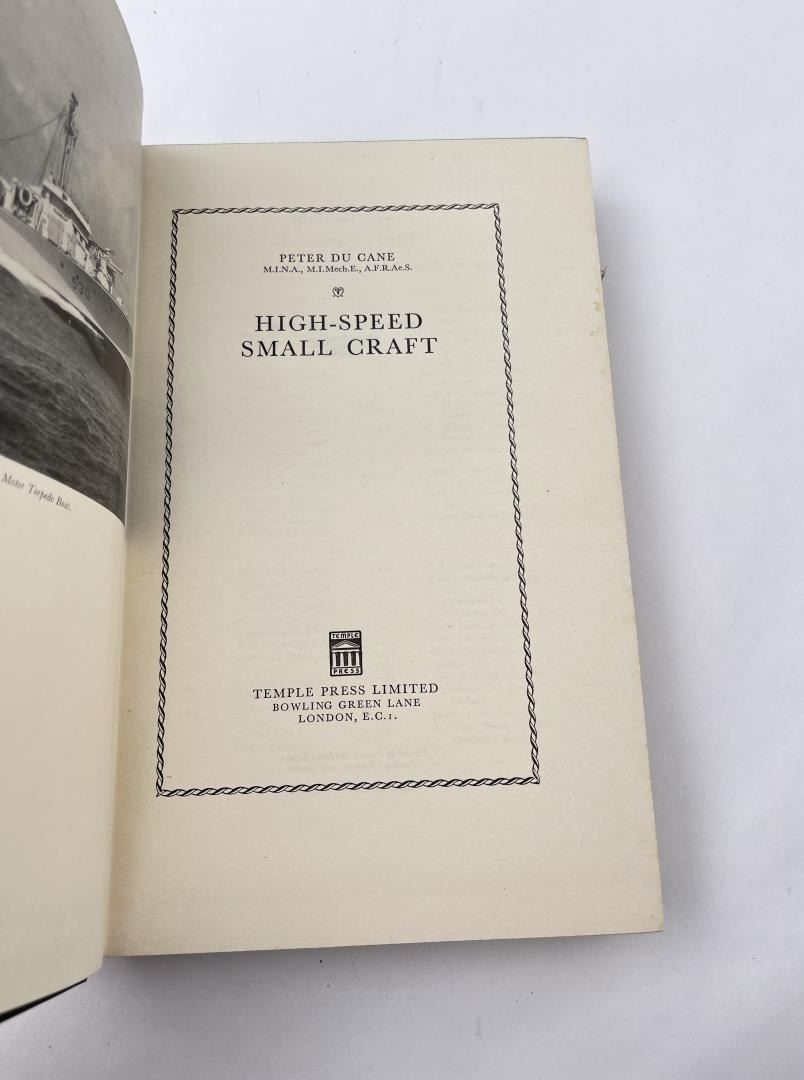 S30
Motor Torpedo Boat.
PETER DU CANE
M.I.N.A., M.I.Mech.E., A.F.R.Ae.S.
HIGH-SPEED
SMALL CRAFT
TEMPLE
PRESS
TEMPLE PRESS LIMITED
BOWLING GREEN LANE
LONDON, E.C.1.